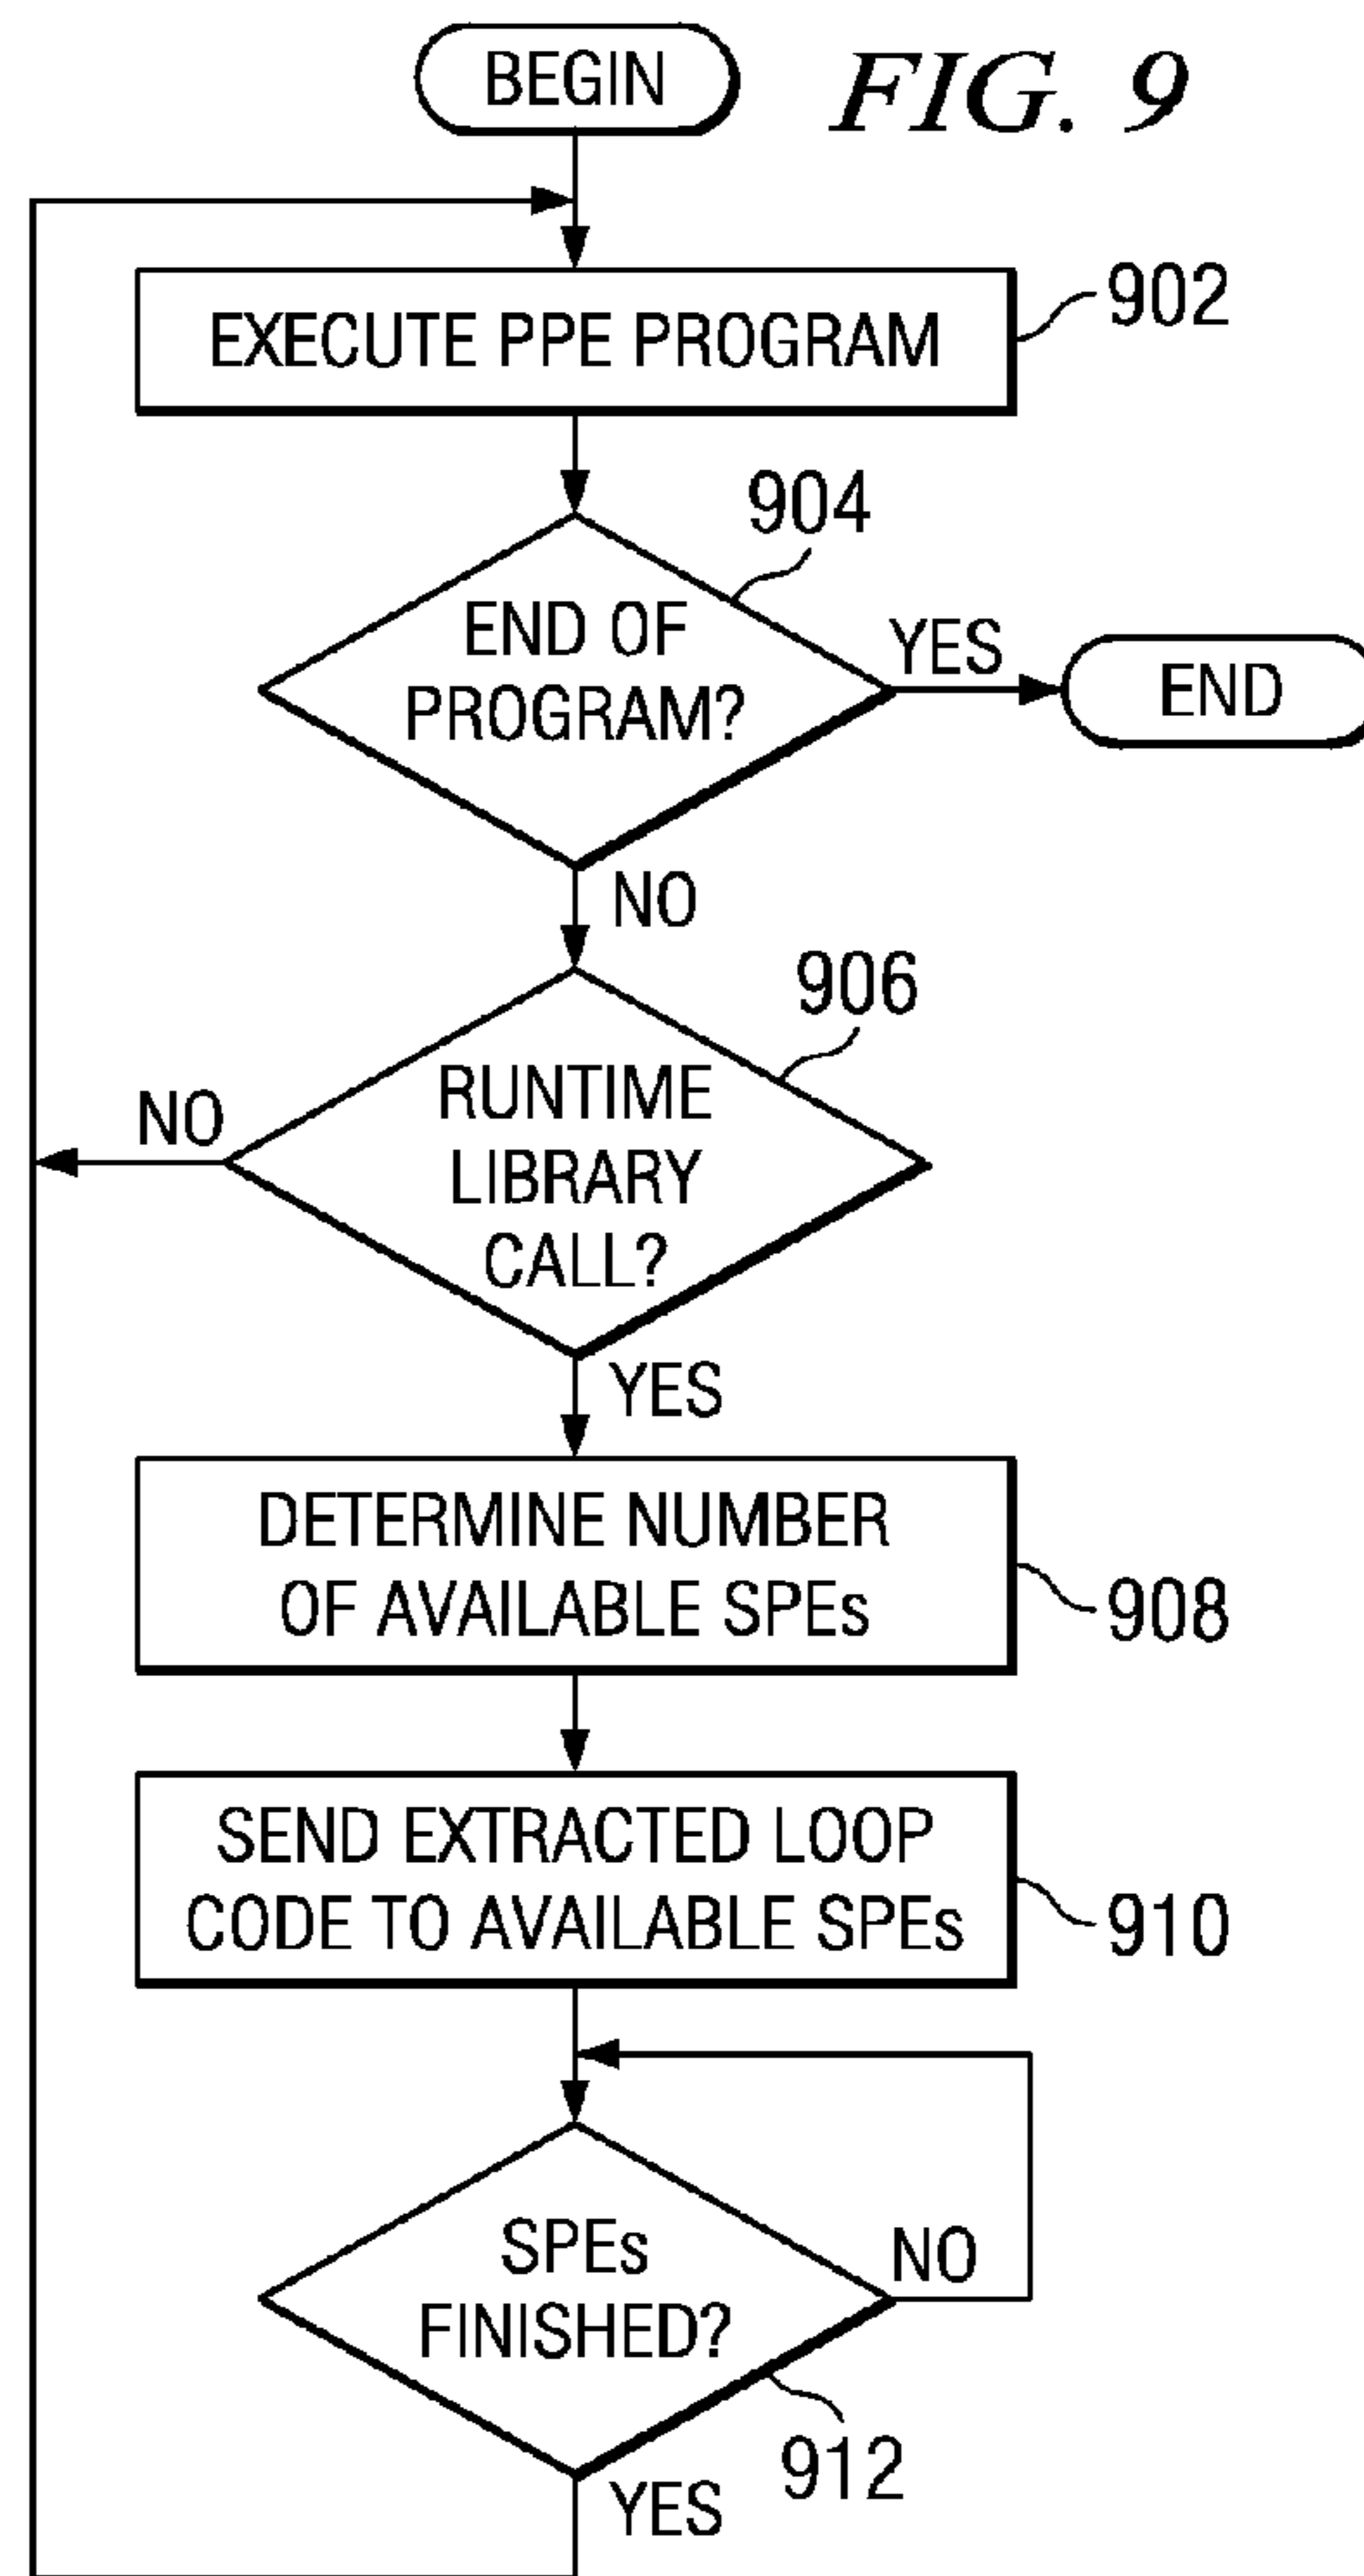 BEGIN
FIG. 9
EXECUTE PPE PROGRAM
902
904
END OF
PROGRAM?
YES
END
NO
906
RUNTIME
LIBRARY
CALL?
NO
YES
DETERMINE NUMBER
OF AVAILABLE SPEs
908
SEND EXTRACTED LOOP
CODE TO AVAILABLE SPEs
910
SPEs
FINISHED?
NO
912
YES